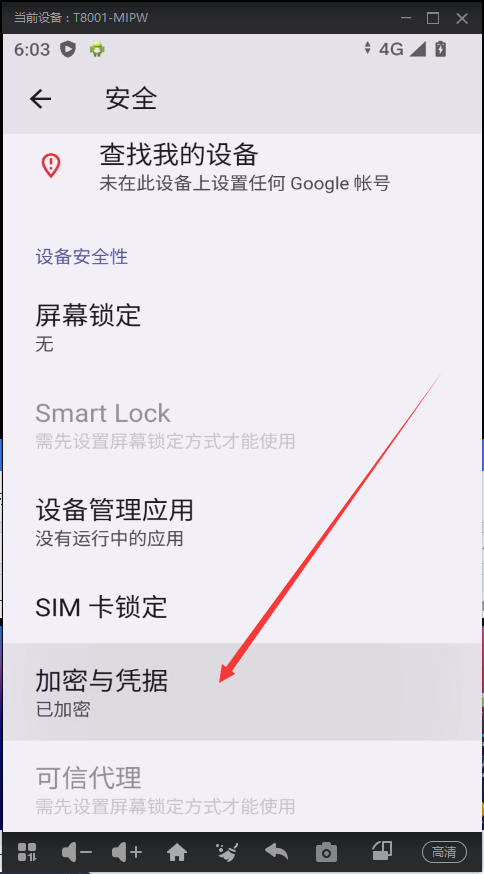 当前设备：T8001-MIPW
6:03
4G
安全
查找我的设备
未在此设备上设置任何 Google 帐号
设备安全性
屏幕锁定
无
Smart Lock
需先设置屏幕锁定方式才能使用
设备管理应用
没有运行中的应用
SIM 卡锁定
加密与凭据
已加密
可信代理
需先设置屏幕锁定方式才能使用
高清